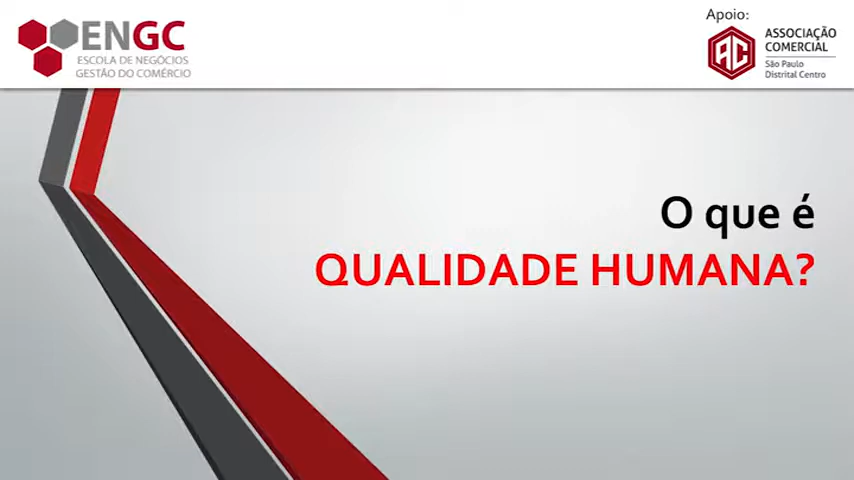 ENGC
ESCOLA DE NEGÓCIOS
GESTÃO DO COMÉRCIO
Apoio:
AC
ASSOCIAÇÃO
COMERCIAL
São Paulo
Distrital Centro
O que é
QUALIDADE HUMANA?